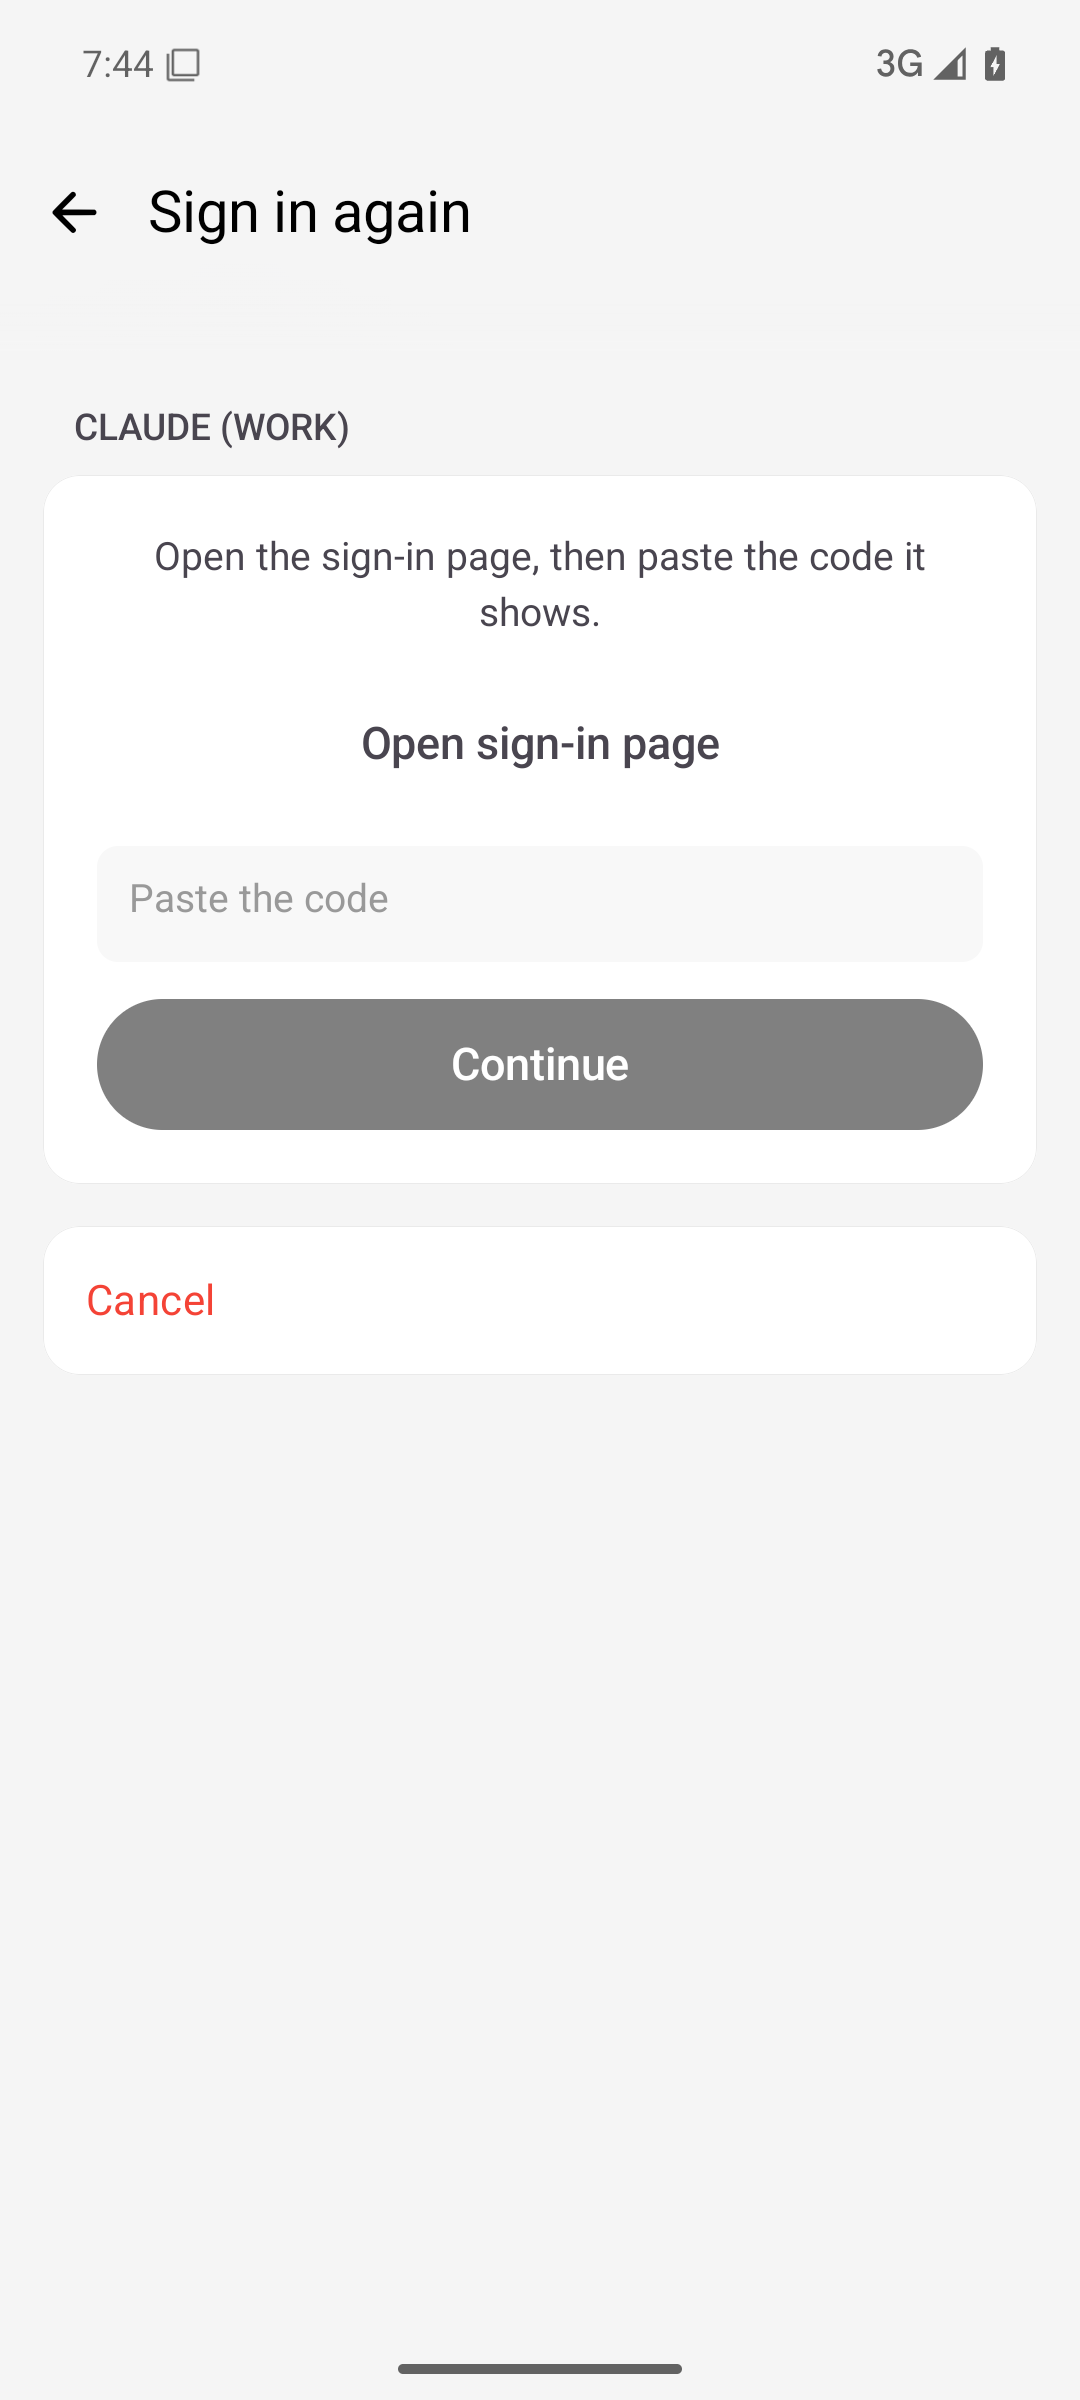 7:44
3G
Sign in again
CLAUDE (WORK)
Open the sign-in page, then paste the code it
shows.
Open sign-in page
Paste the code
Continue
Cancel